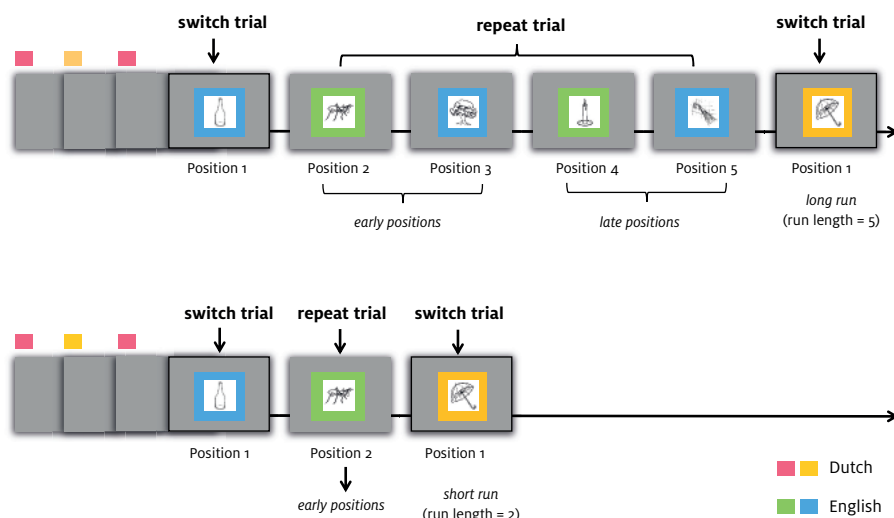 switch trial
repeat trial
switch trial
Position 1
Position 2
Position 3
Position 4
Position 5
Position 1
early positions
late positions
long run
(run length = 5)
switch trial
repeat trial
switch trial
Position 1
Position 2
Position 1
early positions
short run
(run length = 2)
Dutch
English